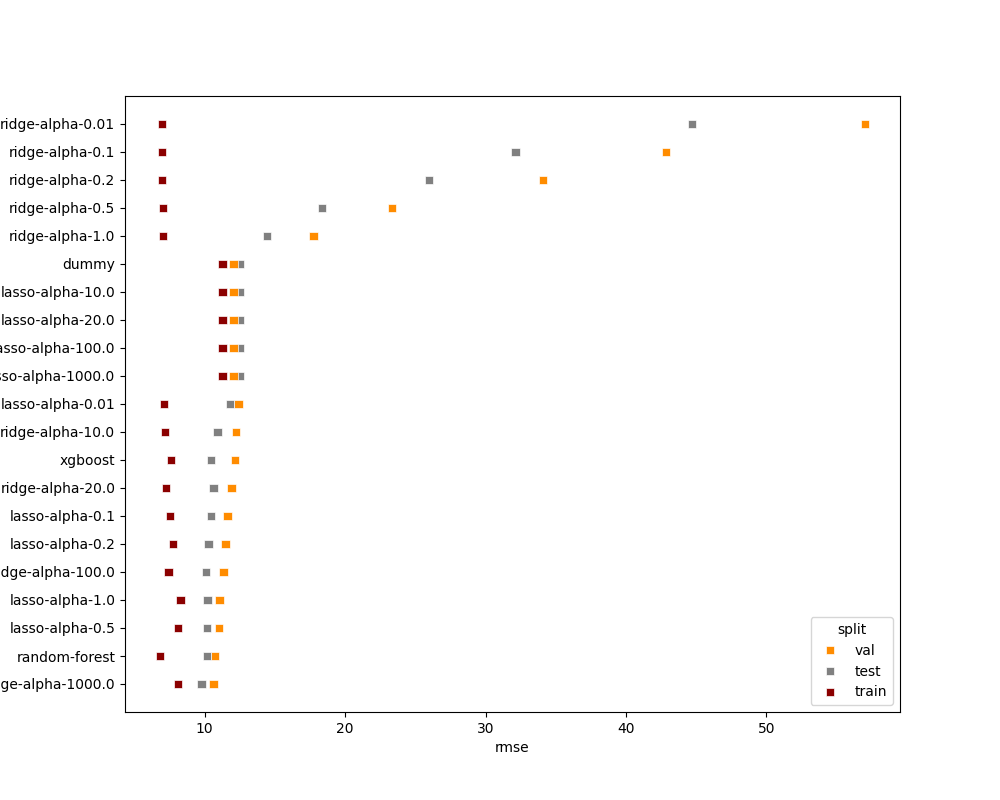 ridge-alpha-0.01
ridge-alpha-0.1
ridge-alpha-0.2
ridge-alpha-0.5
ridge-alpha-1.0
dummy
lasso-alpha-10.0
lasso-alpha-20.0
asso-alpha-100.0
sso-alpha-1000.0
lasso-alpha-0.01
ridge-alpha-10.0
xgboost
ridge-alpha-20.0
lasso-alpha-0.1
lasso-alpha-0.2
dge-alpha-100.0
lasso-alpha-1.0
lasso-alpha-0.5
random-forest
ge-alpha-1000.0
split
val
test
train
10 20 30 40 50
rmse